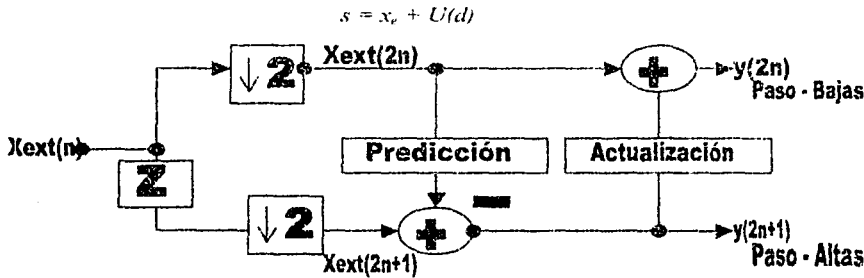 s = xₑ + U(d)
↓2 Xext(2n) + y(2n)
Paso - Bajas
Xext(n)
Z
Predicción Actualización
↓2 + y(2n+1)
Xext(2n+1) Paso - Altas